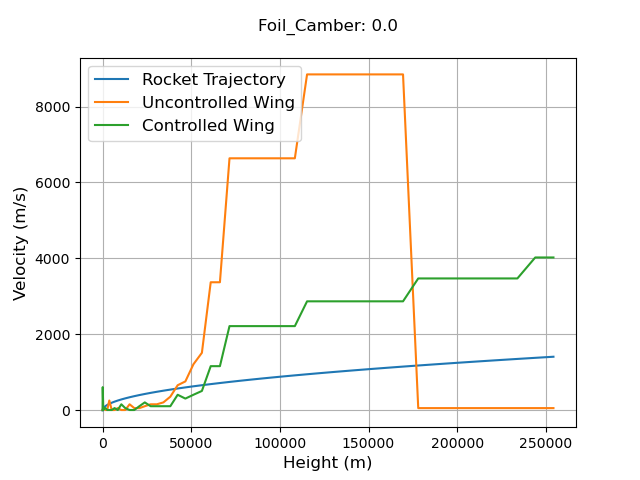 Foil_Camber: 0.0
Rocket Trajectory
Uncontrolled Wing
Controlled Wing
8000
6000
4000
2000
0
Velocity (m/s)
0 50000 100000 150000 200000 250000
Height (m)